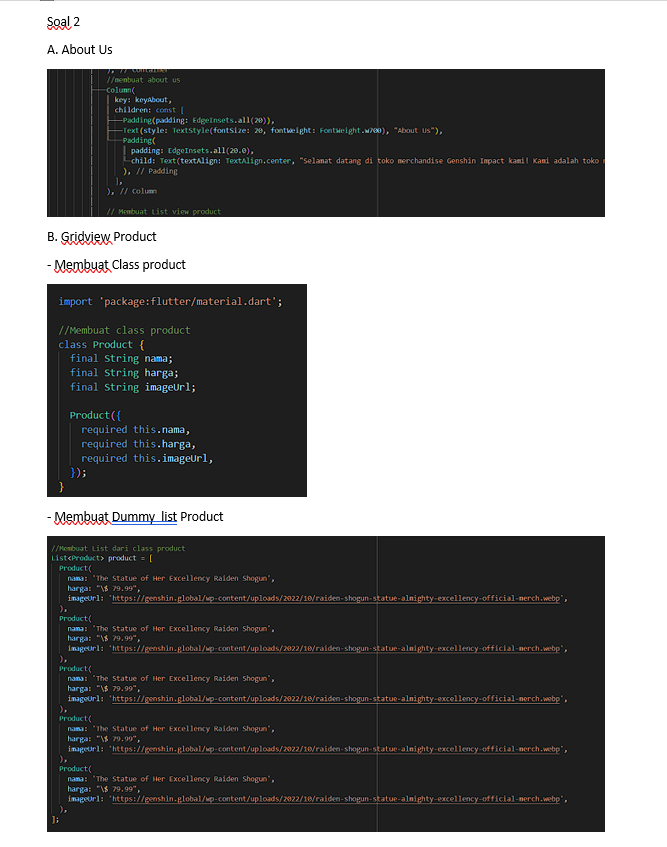 Soal 2
A. About Us
), // Container
//membuat about us
Column(
key: keyAbout,
children: const [
Padding(padding: EdgeInsets.all(20)),
Text(style: TextStyle(fontSize: 20, fontWeight: FontWeight.w700), "About Us"),
Padding(
padding: EdgeInsets.all(20.0),
child: Text(textAlign: TextAlign.center, "Selamat datang di toko merchandise Genshin Impact kami! Kami adalah toko
), // Padding
],
), // Column
// Membuat List view product
B. Gridview Product
- Membuat Class product
import 'package:flutter/material.dart';
//Membuat class product
class Product {
final String nama;
final String harga;
final String imageUrl;
Product({
required this.nama,
required this.harga,
required this.imageUrl,
});
}
- Membuat Dummy list Product
//Membuat List dari class product
List<Product> product = [
Product(
nama: 'The Statue of Her Excellency Raiden Shogun',
harga: "\$ 79.99",
imageUrl: 'https://genshin.global/wp-content/uploads/2022/10/raiden-shogun-statue-almighty-excellency-official-merch.webp',
),
Product(
nama: 'The Statue of Her Excellency Raiden Shogun',
harga: "\$ 79.99",
imageUrl: 'https://genshin.global/wp-content/uploads/2022/10/raiden-shogun-statue-almighty-excellency-official-merch.webp',
),
Product(
nama: 'The Statue of Her Excellency Raiden Shogun',
harga: "\$ 79.99",
imageUrl: 'https://genshin.global/wp-content/uploads/2022/10/raiden-shogun-statue-almighty-excellency-official-merch.webp',
),
Product(
nama: 'The Statue of Her Excellency Raiden Shogun',
harga: "\$ 79.99",
imageUrl: 'https://genshin.global/wp-content/uploads/2022/10/raiden-shogun-statue-almighty-excellency-official-merch.webp',
),
Product(
nama: 'The Statue of Her Excellency Raiden Shogun',
harga: "\$ 79.99",
imageUrl: 'https://genshin.global/wp-content/uploads/2022/10/raiden-shogun-statue-almighty-excellency-official-merch.webp',
),
];